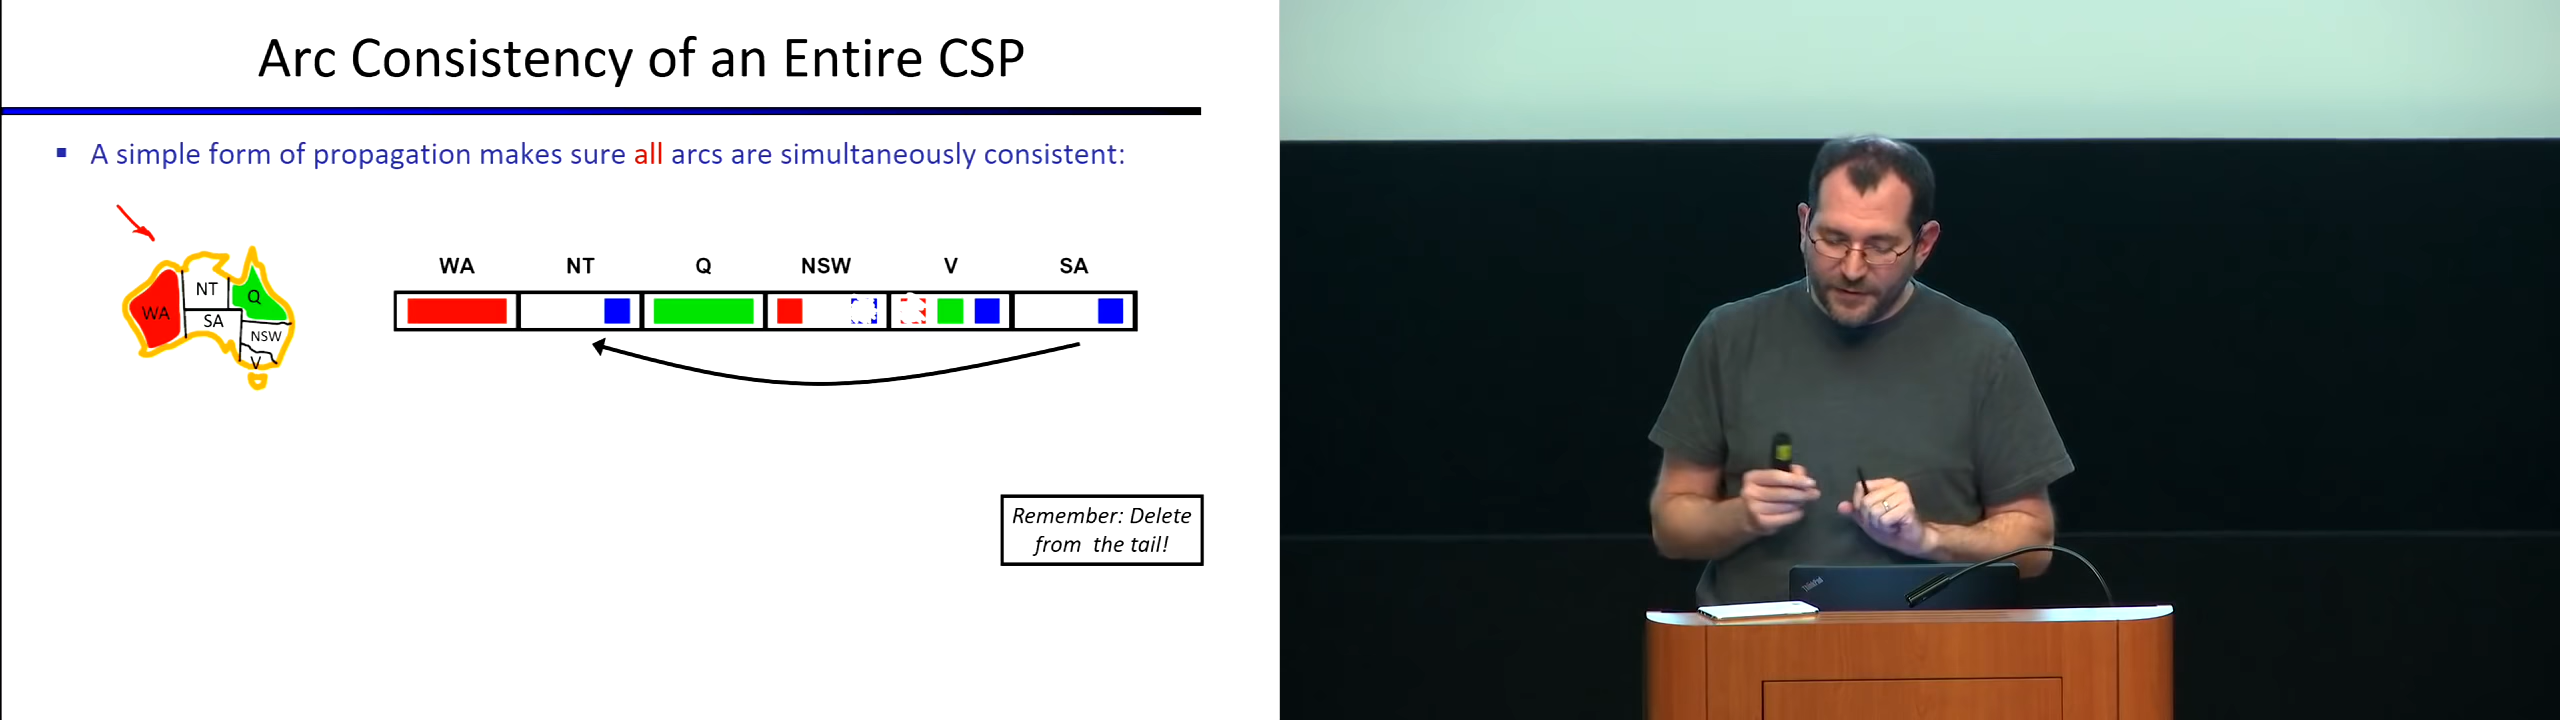 Arc Consistency of an Entire CSP
A simple form of propagation makes sure all arcs are simultaneously consistent:
WA NT Q NSW V SA
NT Q
WA SA
NSW
V
Remember: Delete
from the tail!
ThinkPad